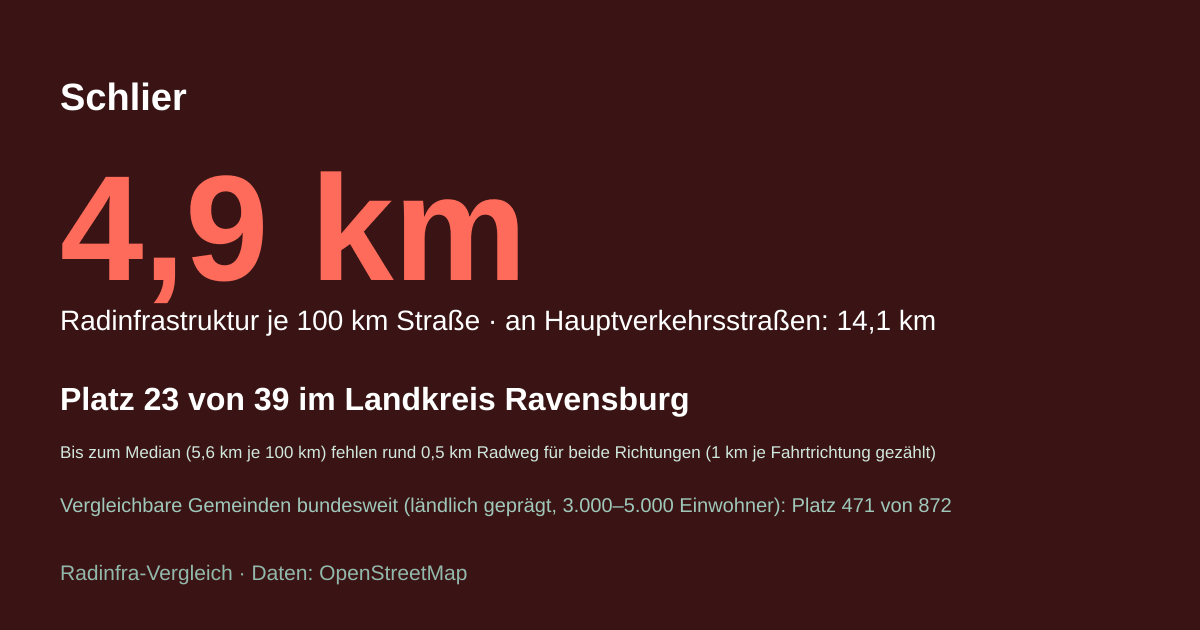 Schlier
4,9 km
Radinfrastruktur je 100 km Straße · an Hauptverkehrsstraßen: 14,1 km
Platz 23 von 39 im Landkreis Ravensburg
Bis zum Median (5,6 km je 100 km) fehlen rund 0,5 km Radweg für beide Richtungen (1 km je Fahrtrichtung gezählt)
Vergleichbare Gemeinden bundesweit (ländlich geprägt, 3.000–5.000 Einwohner): Platz 471 von 872
Radinfra-Vergleich · Daten: OpenStreetMap